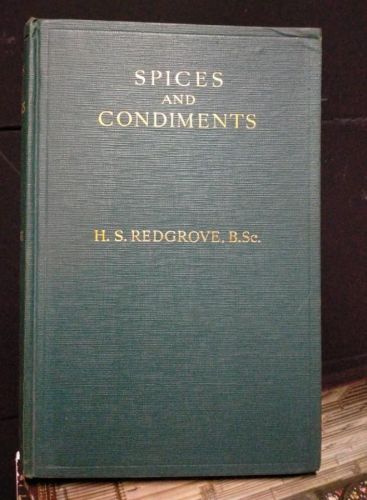 SPICES
AND
CONDIMENTS
H. S. REDGROVE, B.Sc.